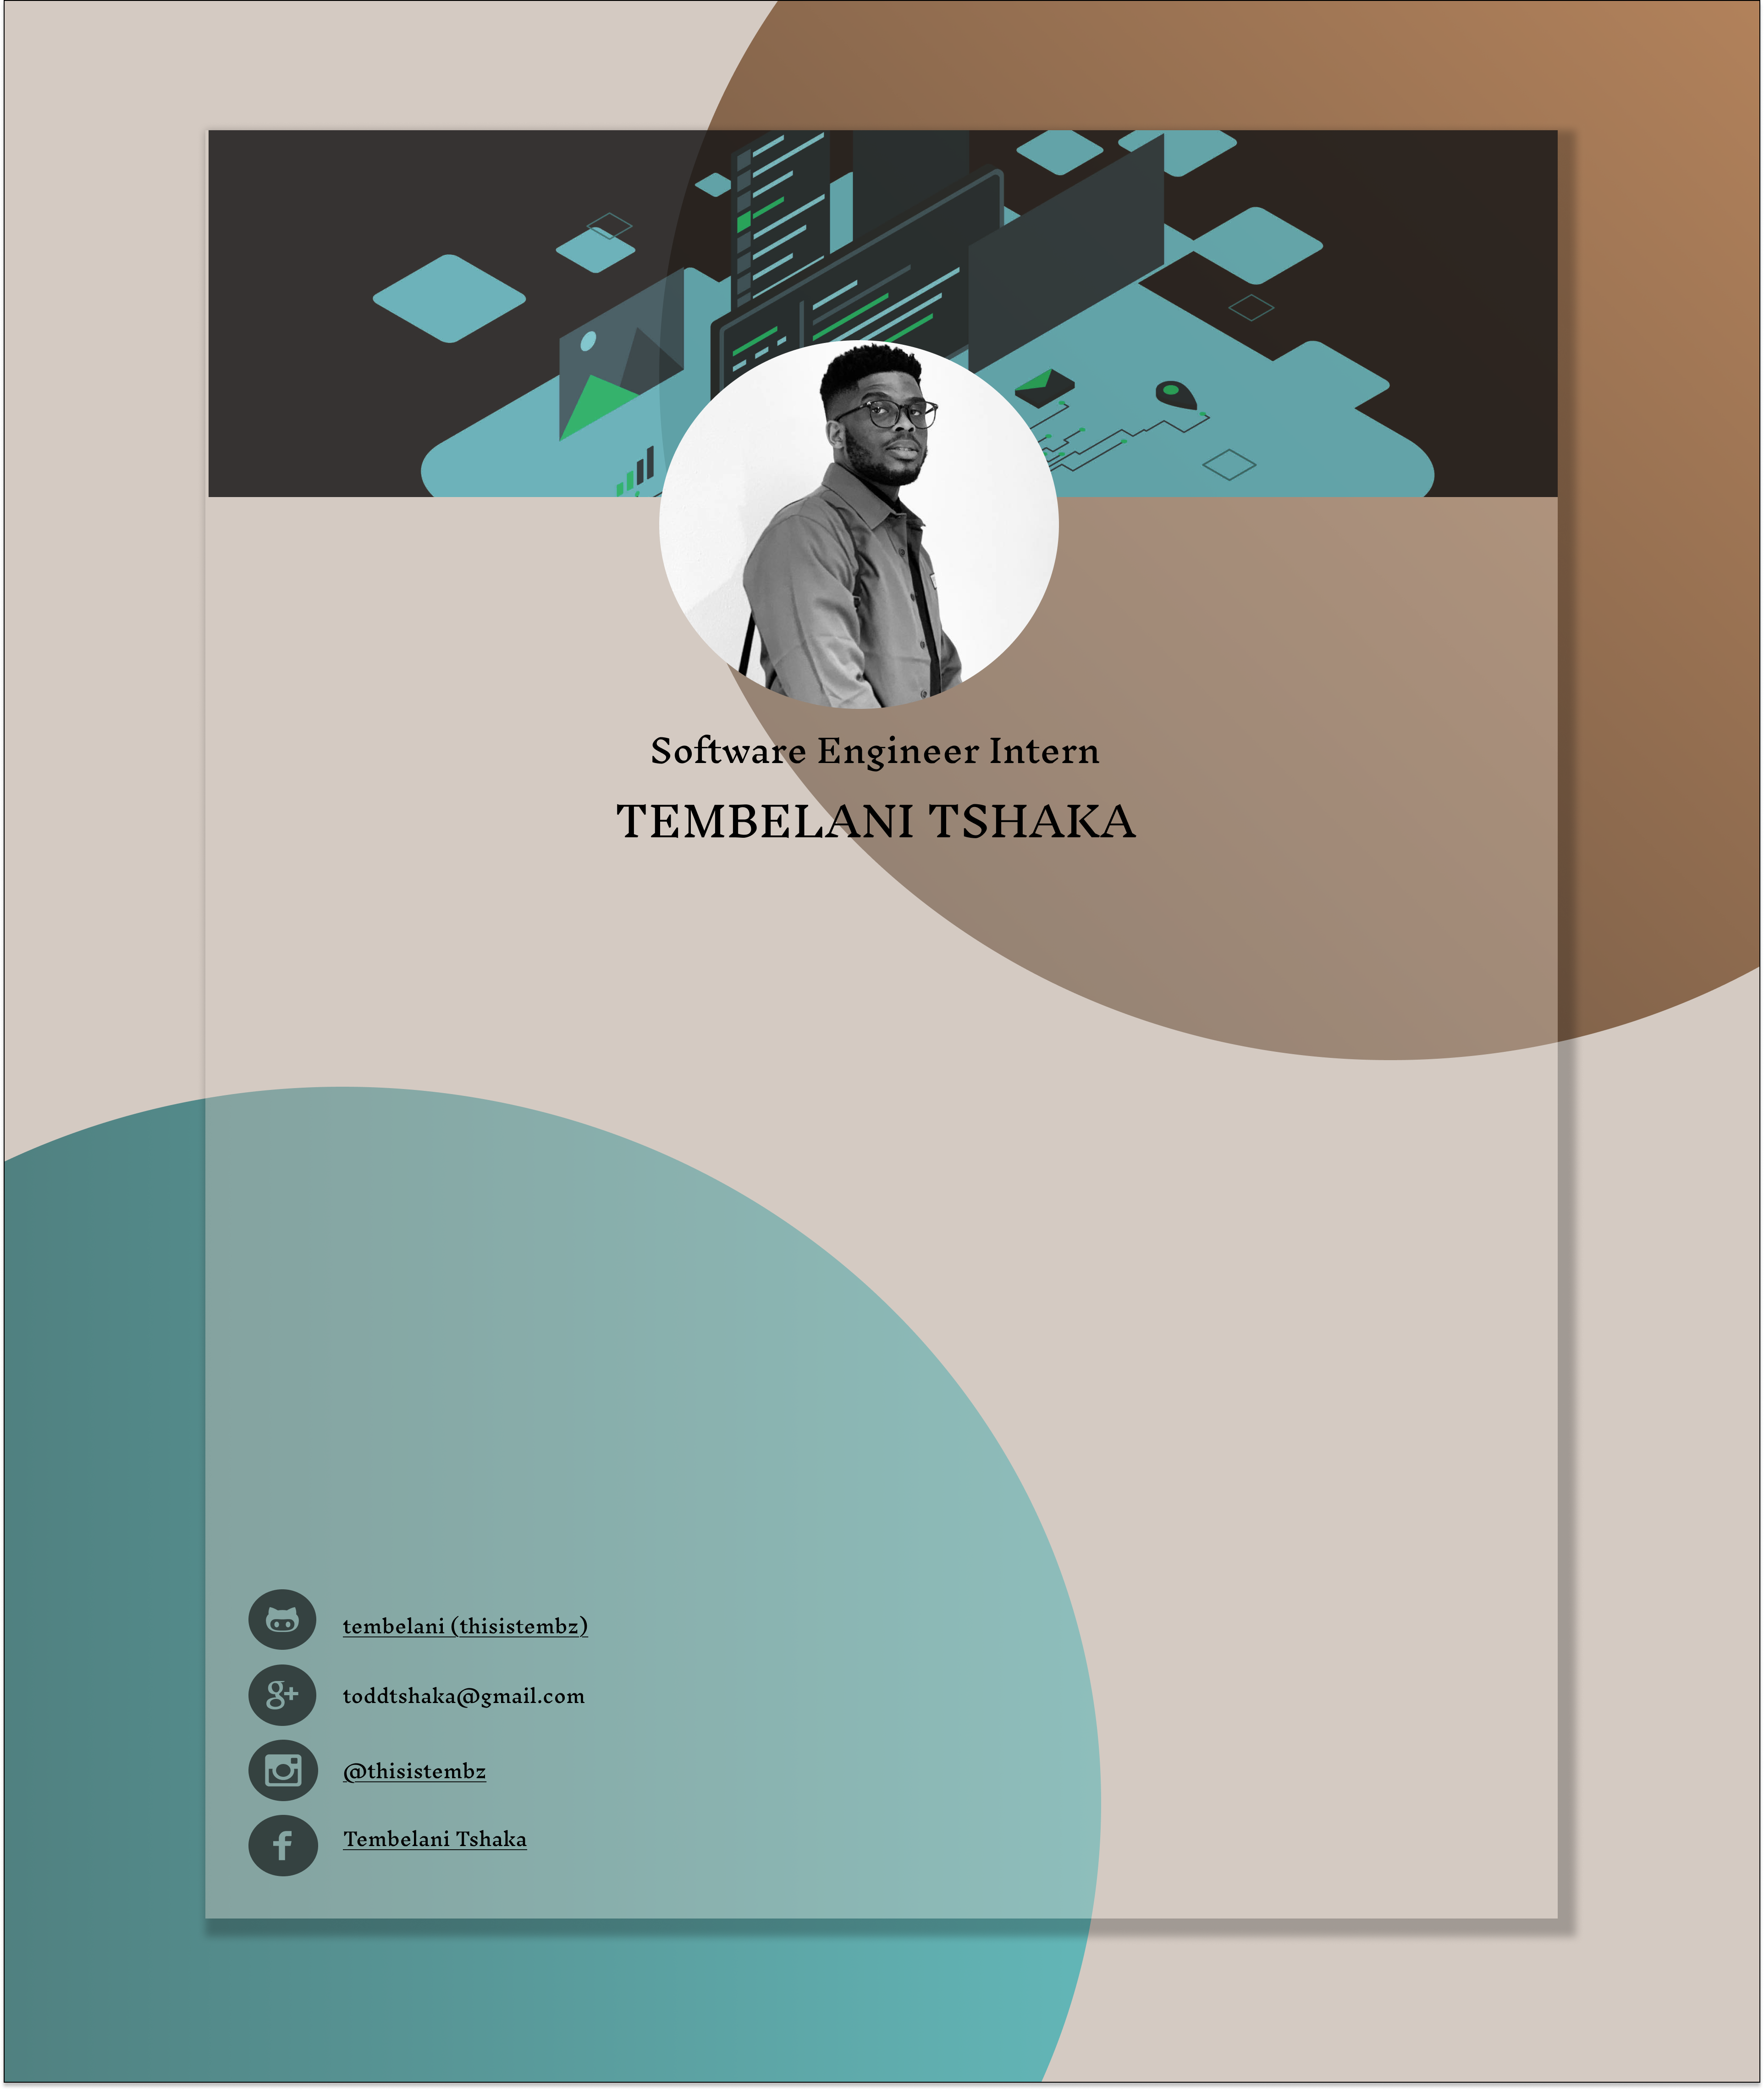 Software Engineer Intern
TEMBELANI TSHAKA
tembelani (thisistembz)
g+ toddtshaka@gmail.com
@thisistembz
f Tembelani Tshaka